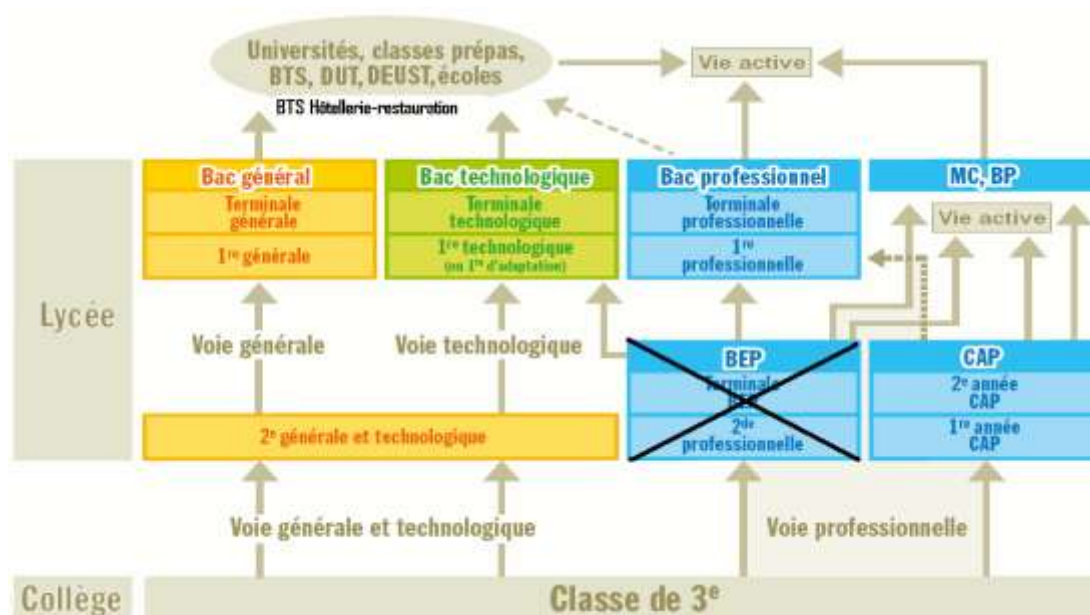 Universités, classes prépas,
BTS, DUT, DEUST, écoles
BTS Hôtellerie-restauration
Vie active
Bac général
Terminale
générale
1re générale
Bac technologique
Terminale
technologique
1re technologique
(ou 1re d'adaptation)
Bac professionnel
Terminale
professionnelle
1re
professionnelle
MC, BP
Vie active
Lycée
Voie générale
Voie technologique
BEP
Terminale
BEP
2de
professionnelle
CAP
2e année
CAP
1re année
CAP
2e générale et technologique
Voie générale et technologique
Voie professionnelle
Collège
Classe de 3e